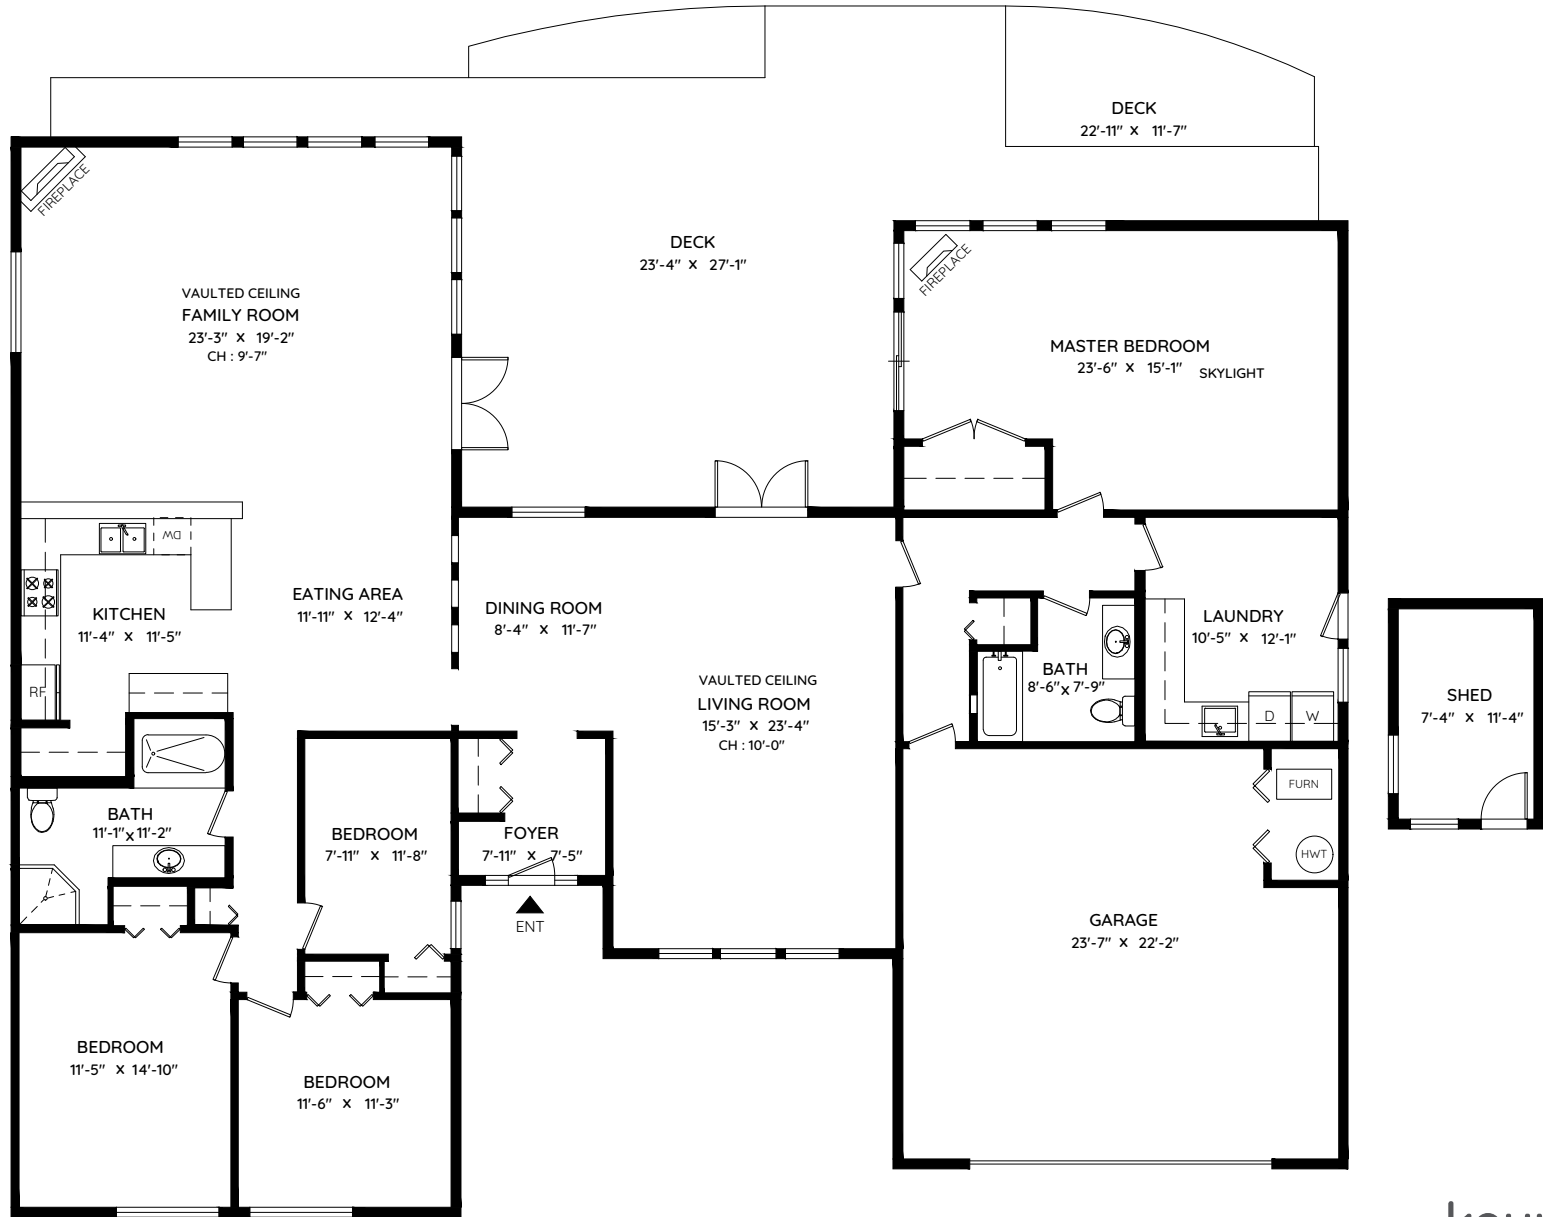 DECK
22'-11" x 11'-7"
FIREPLACE
DECK
23'-4" x 27'-1"
FIREPLACE
VAULTED CEILING
FAMILY ROOM
23'-3" x 19'-2"
CH : 9'-7"
MASTER BEDROOM
23'-6" x 15'-1"
SKYLIGHT
DW
EATING AREA
11'-11" x 12'-4"
DINING ROOM
8'-4" x 11'-7"
KITCHEN
11'-4" x 11'-5"
LAUNDRY
10'-5" x 12'-1"
RF
VAULTED CEILING
LIVING ROOM
15'-3" x 23'-4"
CH : 10'-0"
BATH
8'-6" x 7'-9"
D
W
SHED
7'-4" x 11'-4"
FURN
BATH
11'-1" x 11'-2"
BEDROOM
7'-11" x 11'-8"
FOYER
7'-11" x 7'-5"
HWT
ENT
GARAGE
23'-7" x 22'-2"
BEDROOM
11'-5" x 14'-10"
BEDROOM
11'-6" x 11'-3"